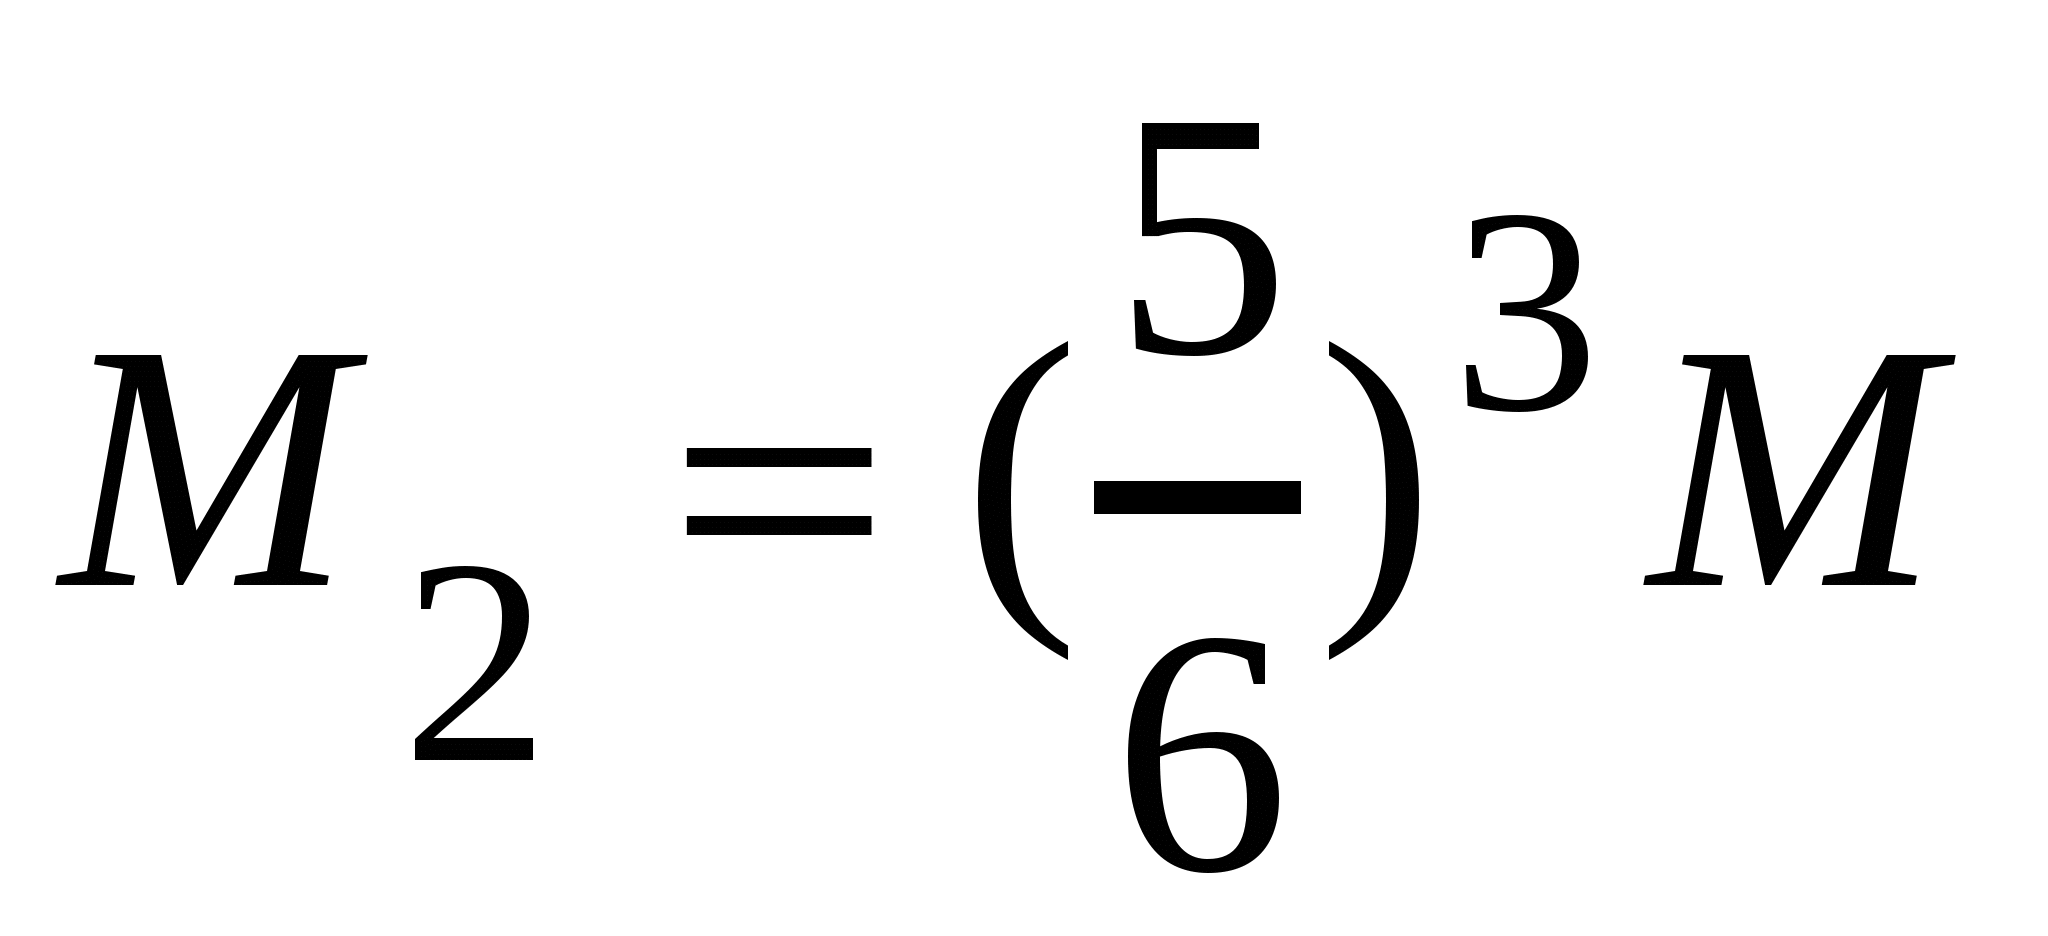 M₂ = (5/6)³ M